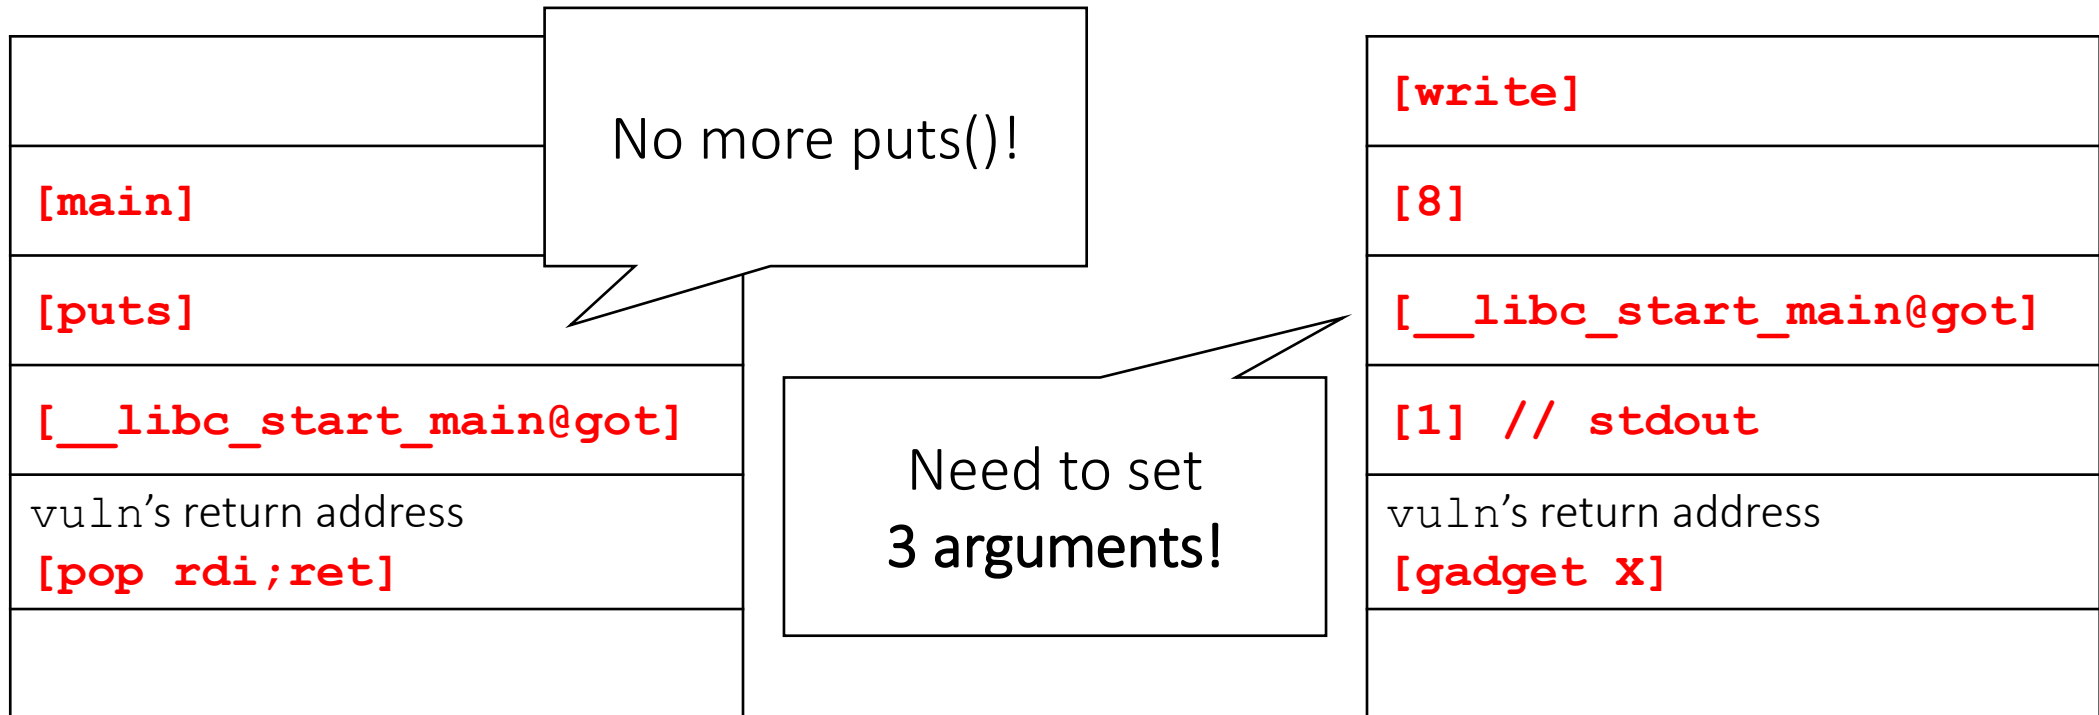 [main]
[puts]
[__libc_start_main@got]
vuln’s return address
[pop rdi;ret]
No more puts()!
Need to set
3 arguments!
[write]
[8]
[__libc_start_main@got]
[1] // stdout
vuln’s return address
[gadget X]